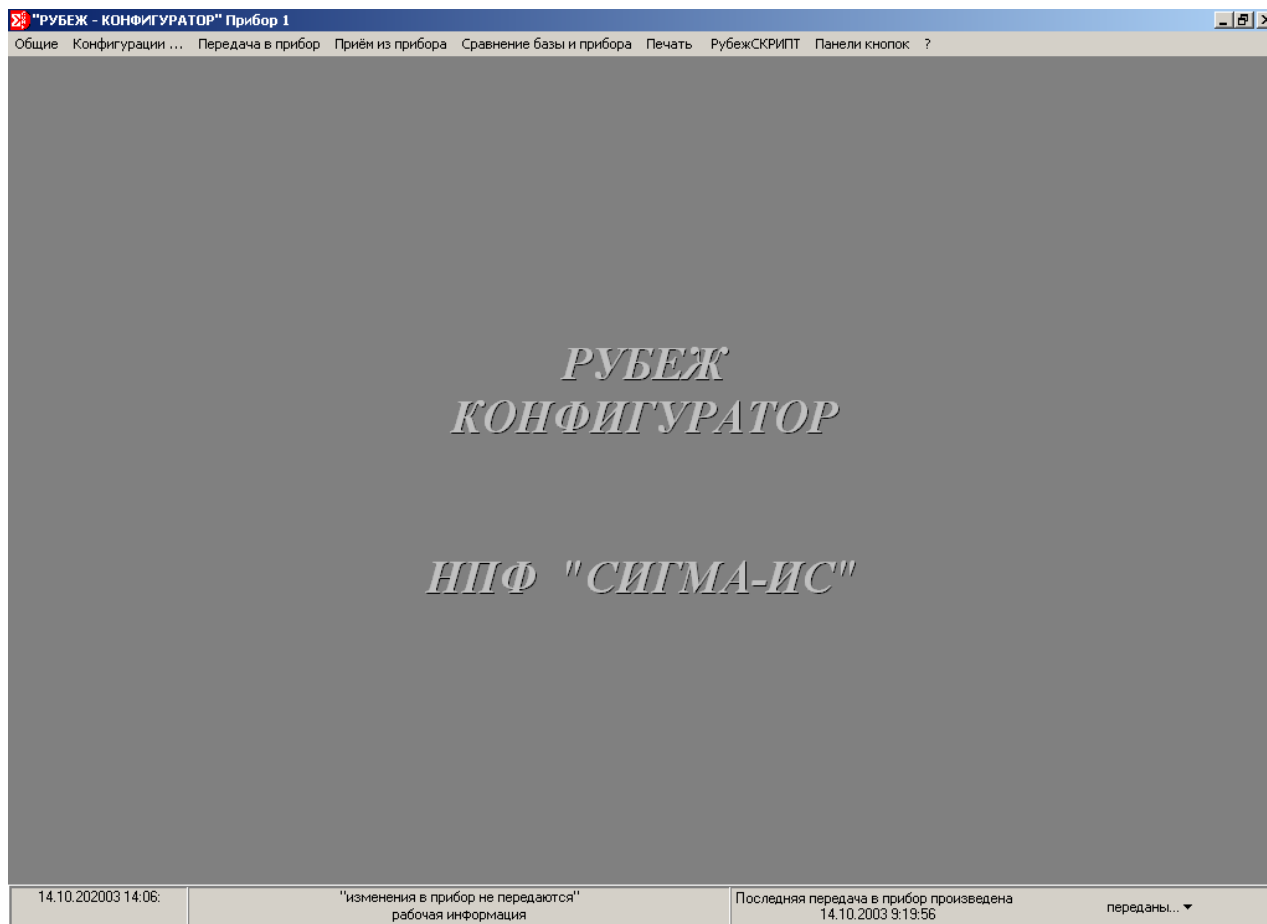 "РУБЕЖ - КОНФИГУРАТОР" Прибор 1
Общие Конфигурации ... Передача в прибор Приём из прибора Сравнение базы и прибора Печать РубежСКРИПТ Панели кнопок ?
РУБЕЖ
КОНФИГУРАТОР
НПФ "СИГМА-ИС"
14.10.202003 14:06:
"изменения в прибор не передаются"
рабочая информация
Последняя передача в прибор произведена
14.10.2003 9:19:56
переданы...